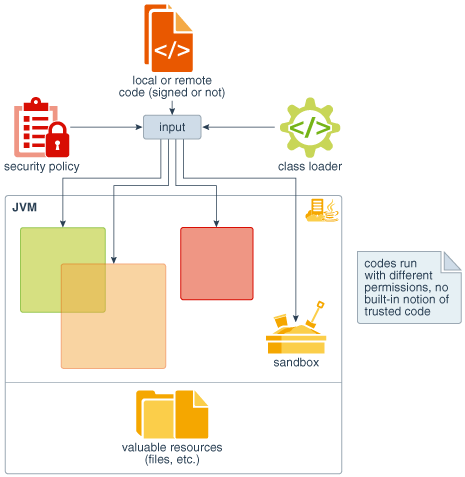 local or remote
code (signed or not)
input
security policy
class loader
JVM
codes run
with different
permissions, no
built-in notion of
trusted code
sandbox
valuable resources
(files, etc.)